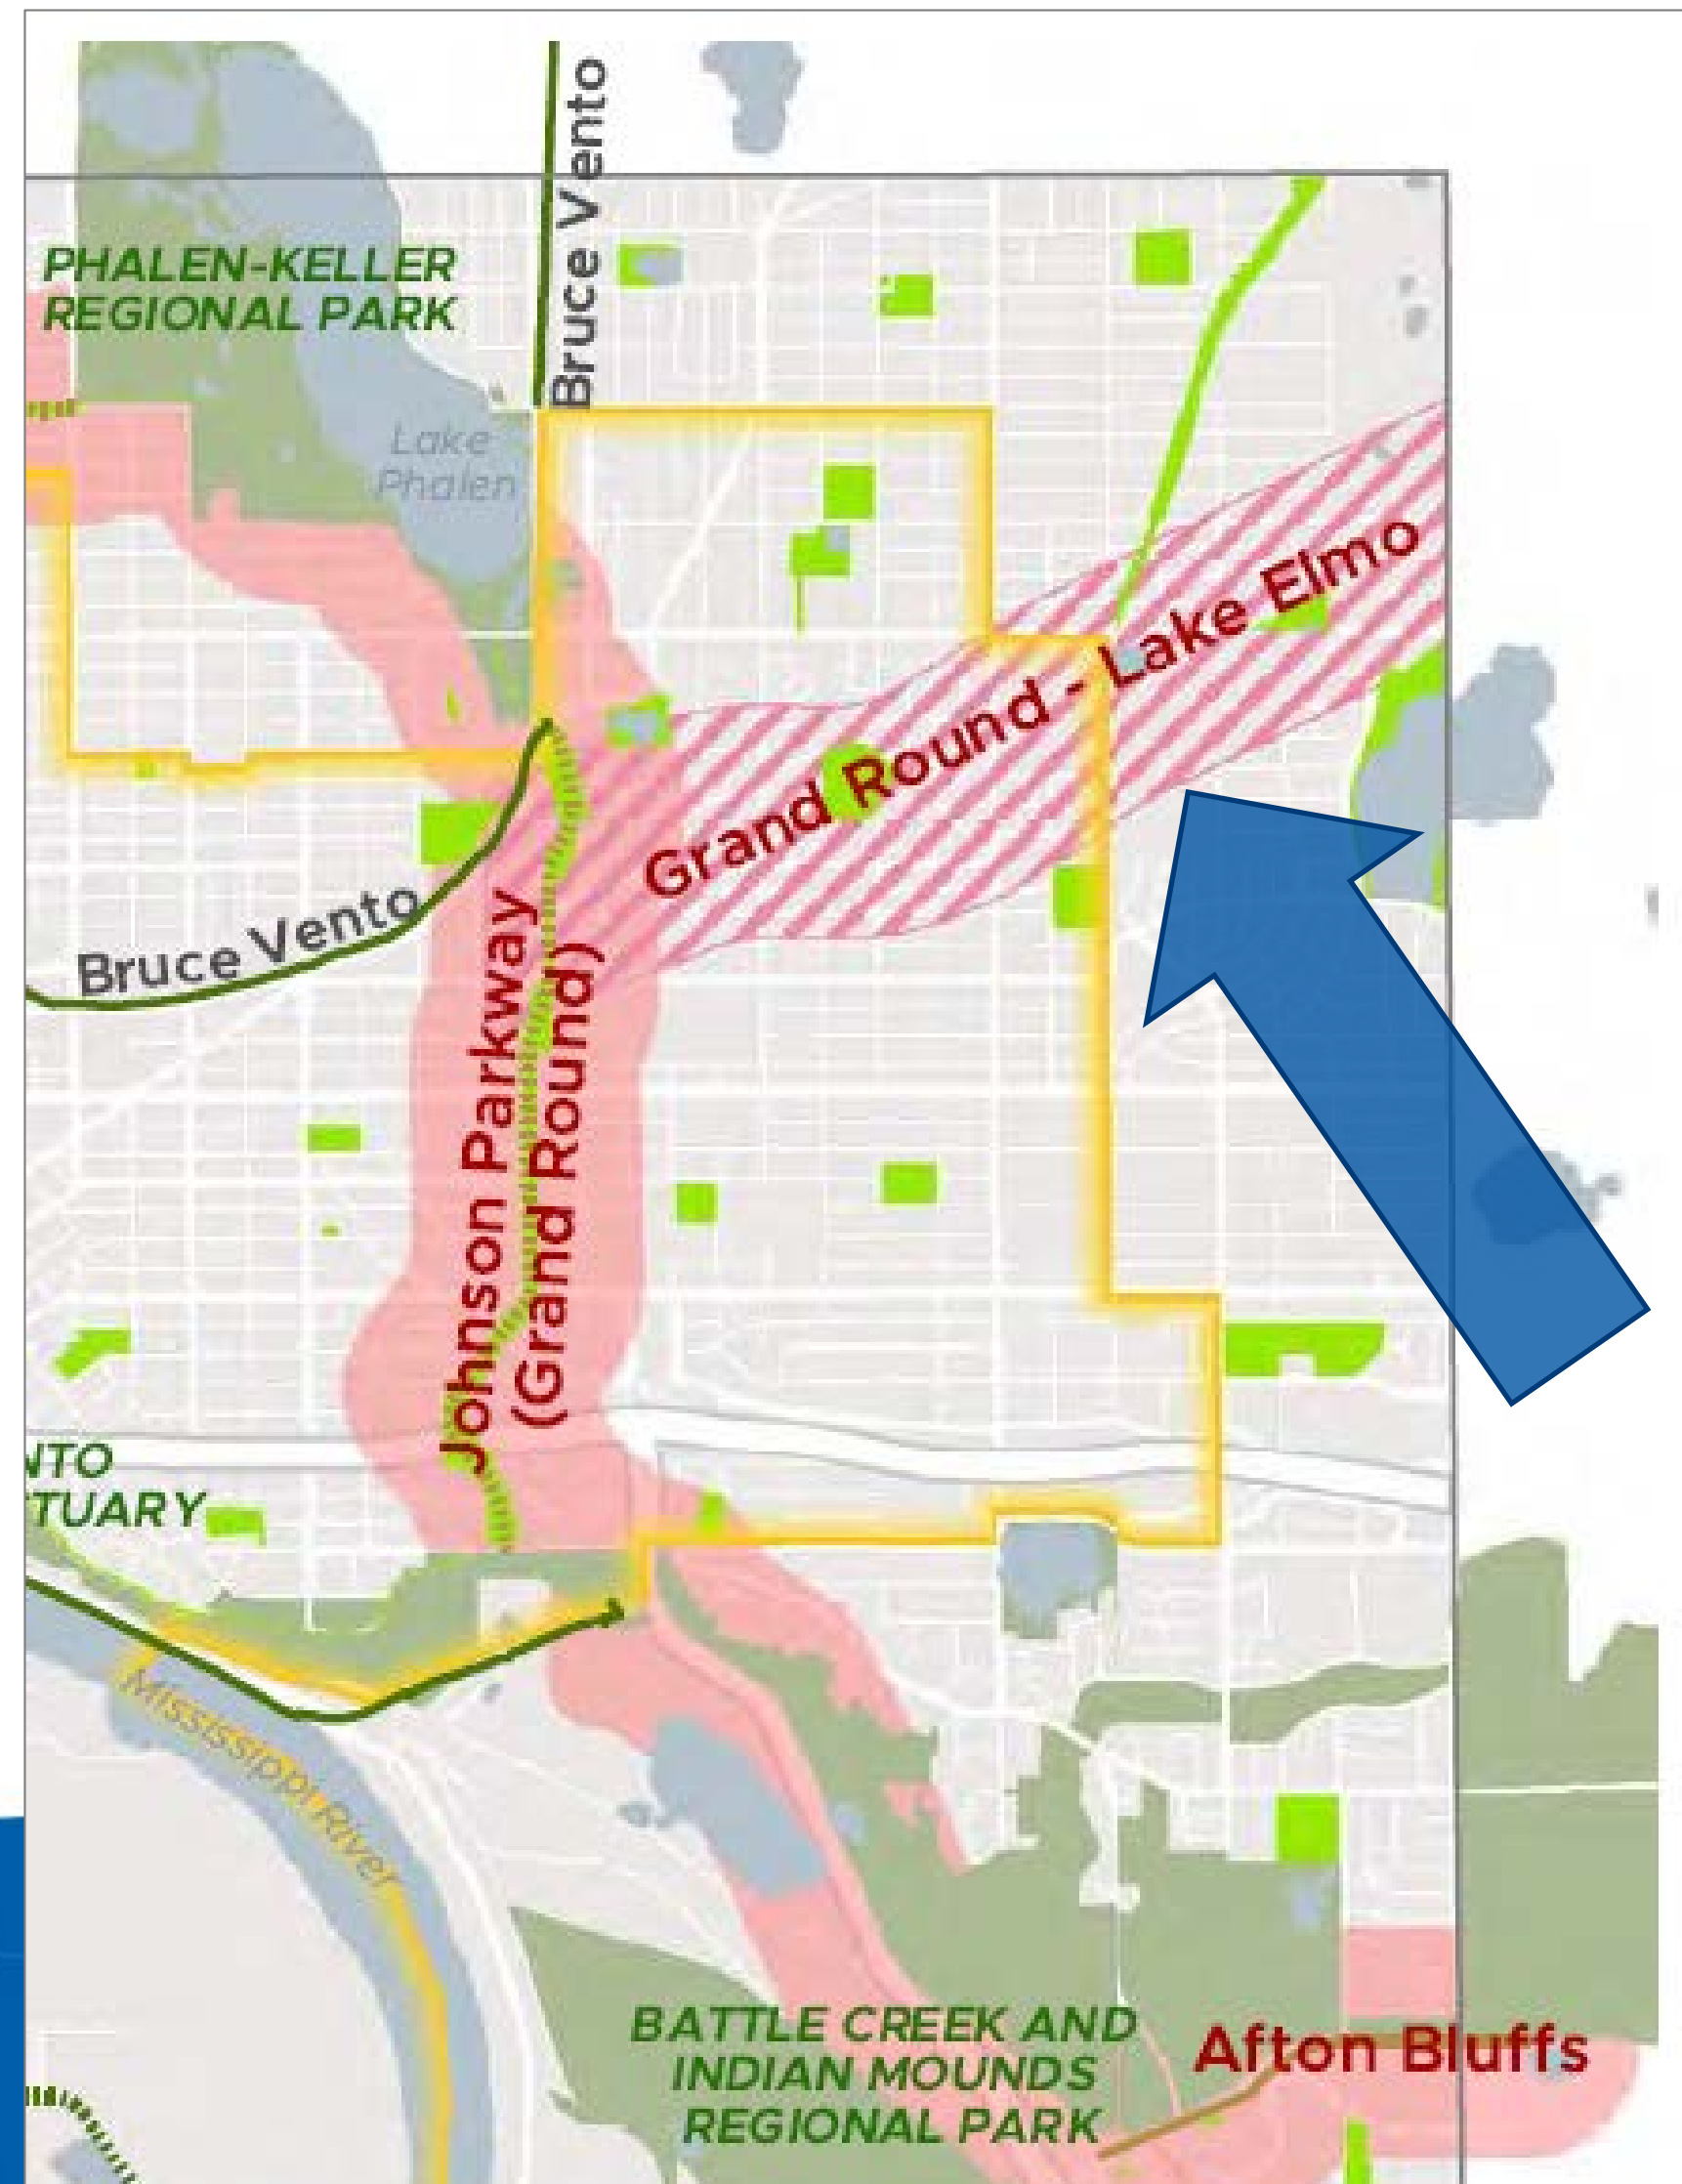 Bruce Vento
PHALEN-KELLER
REGIONAL PARK
Lake
Phalen
Grand Round - Lake Elmo
Bruce Vento
Johnson Parkway
(Grand Round)
NTO
TUARY
Mississippi River
BATTLE CREEK AND
INDIAN MOUNDS
REGIONAL PARK
Afton Bluffs